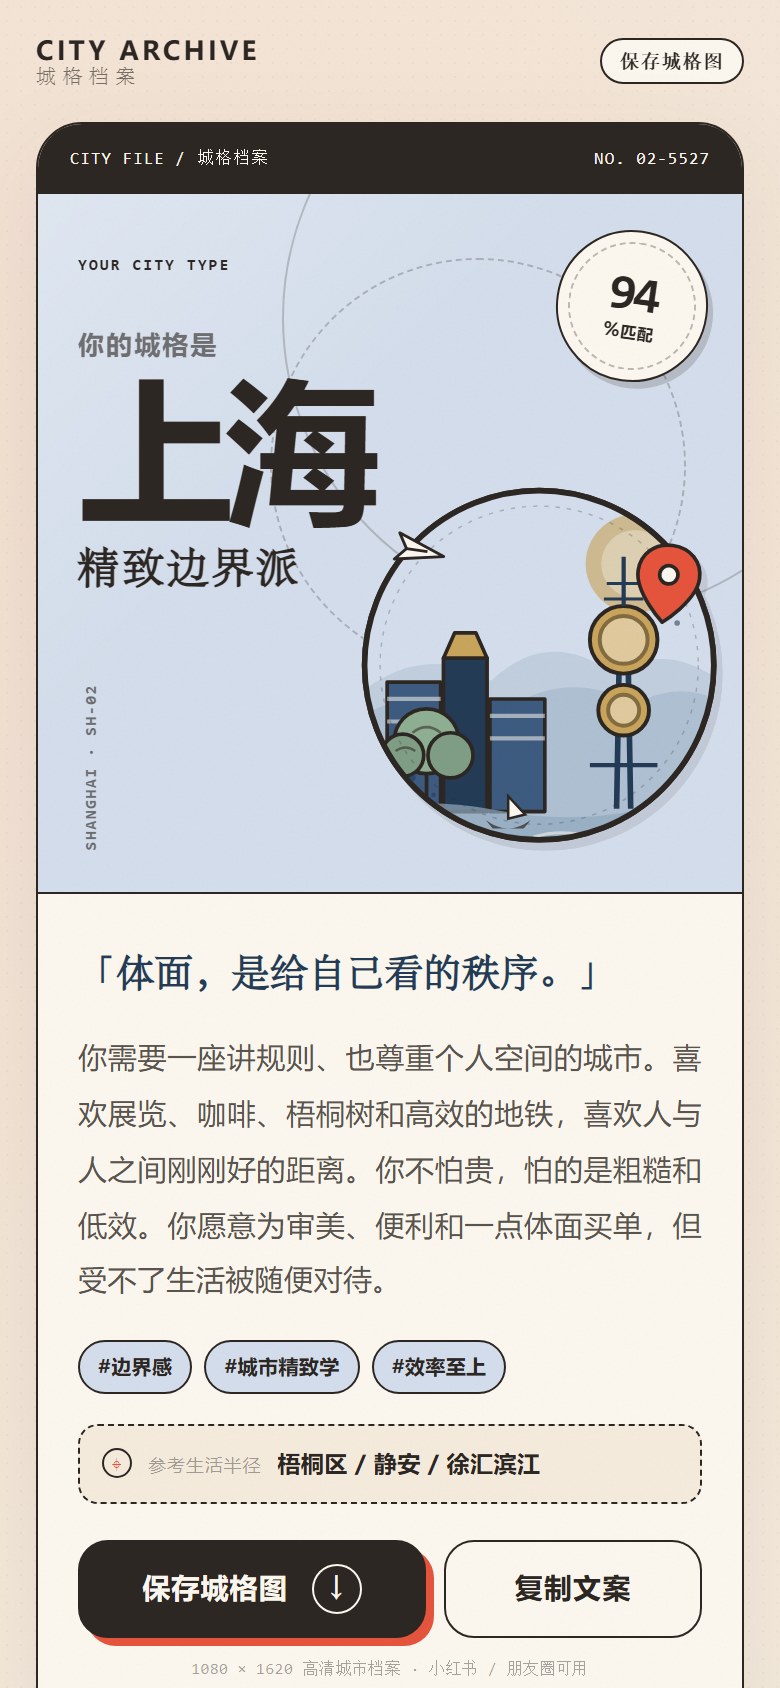 CITY ARCHIVE
城格档案
保存城格图
CITY FILE / 城格档案
NO. 02-5527
YOUR CITY TYPE
94
%匹配
你的城格是
上海
精致边界派
SHANGHAI · SH-02
「体面，是给自己看的秩序。」
你需要一座讲规则、也尊重个人空间的城市。喜
欢展览、咖啡、梧桐树和高效的地铁，喜欢人与
人之间刚刚好的距离。你不怕贵，怕的是粗糙和
低效。你愿意为审美、便利和一点体面买单，但
受不了生活被随便对待。
#边界感
#城市精致学
#效率至上
参考生活半径 梧桐区 / 静安 / 徐汇滨江
保存城格图 ↓
复制文案
1080 × 1620 高清城市档案 · 小红书 / 朋友圈可用